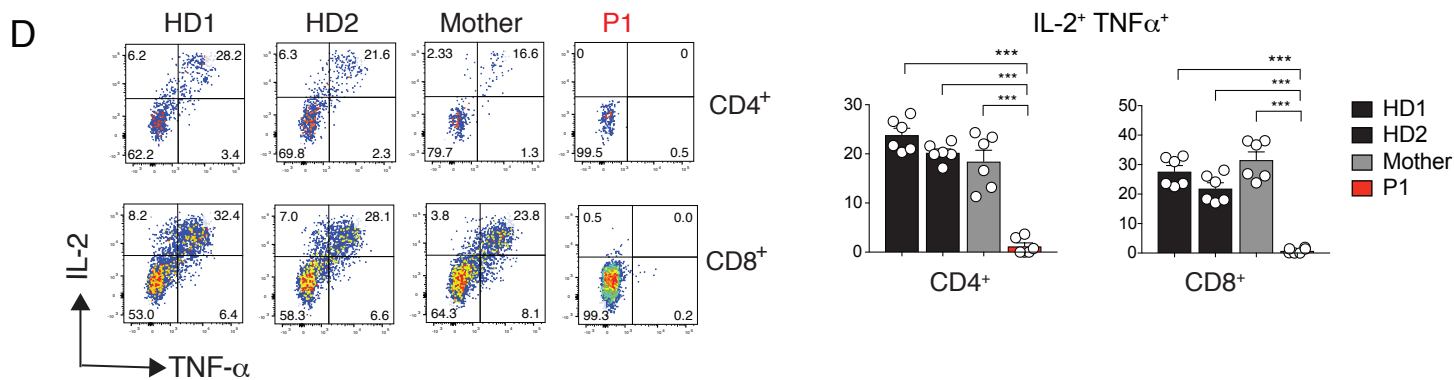 D
HD1 HD2 Mother P1
6.2 28.2 6.3 21.6 2.33 16.6 0 0
62.2 3.4 69.8 2.3 79.7 1.3 99.5 0.5
CD4⁺
8.2 32.4 7.0 28.1 3.8 23.8 0.5 0.0
53.0 6.4 58.3 6.6 64.3 8.1 99.3 0.2
CD8⁺
IL-2
TNF-α
IL-2⁺ TNFα⁺
***
***
***
30
20
10
0
CD4⁺
***
***
***
50
40
30
20
10
0
CD8⁺
HD1
HD2
Mother
P1